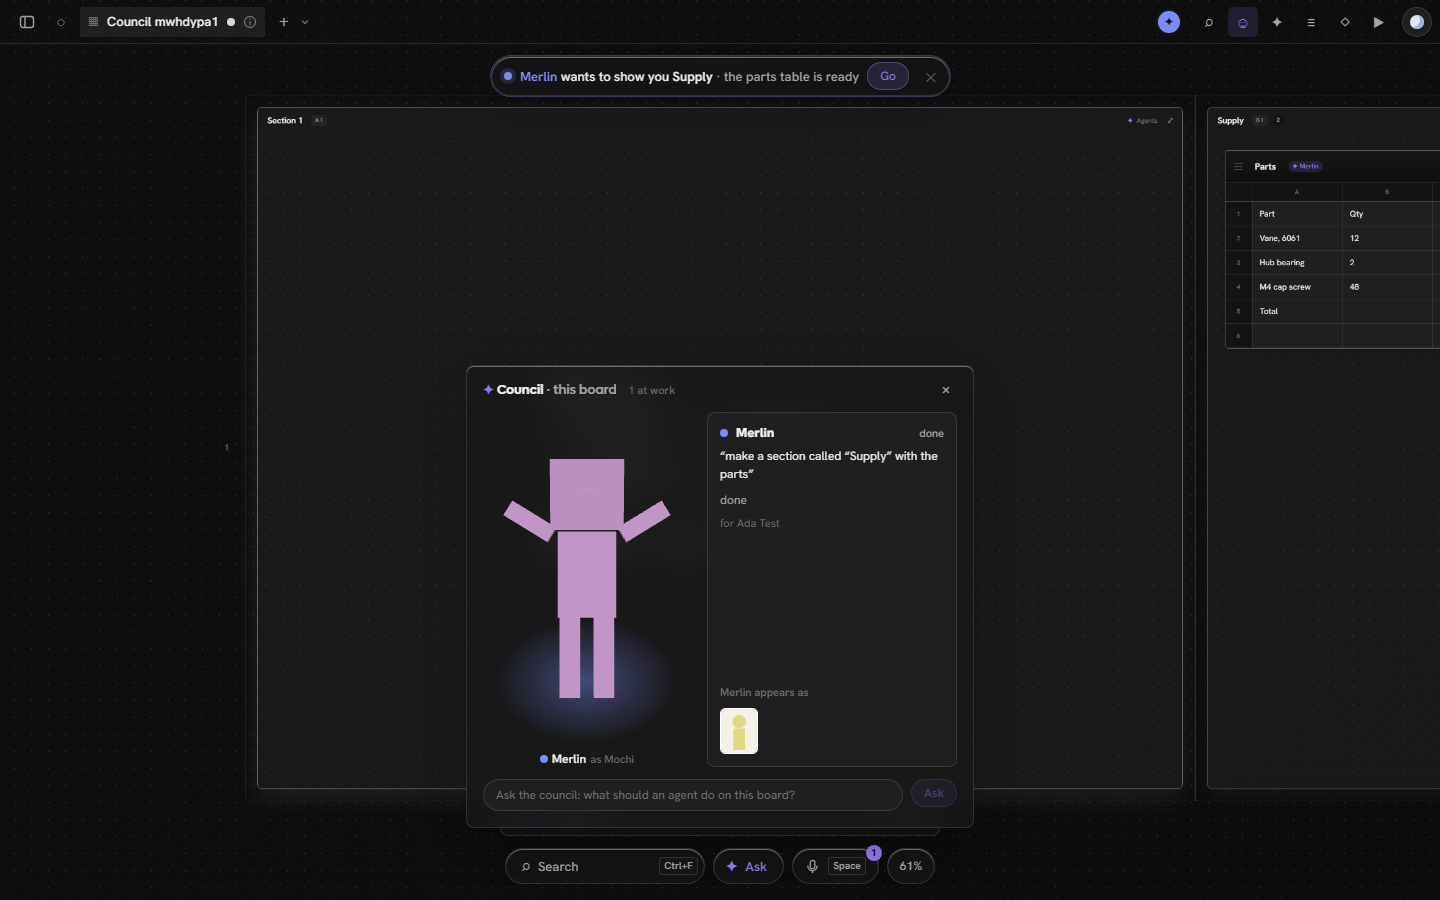 Council mwhdypa1
Merlin wants to show you Supply · the parts table is ready
Go
Section 1 A1
Agents
Supply B1 2
Parts
Merlin
A B
1 Part Qty
2 Vane, 6061 12
3 Hub bearing 2
4 M4 cap screw 48
5 Total
6
1
Council · this board 1 at work
Merlin done
“make a section called “Supply” with the
parts”
done
for Ada Test
Merlin appears as
Merlin as Mochi
Ask the council: what should an agent do on this board?
Ask
Search Ctrl+F
Ask
Space
1
61%